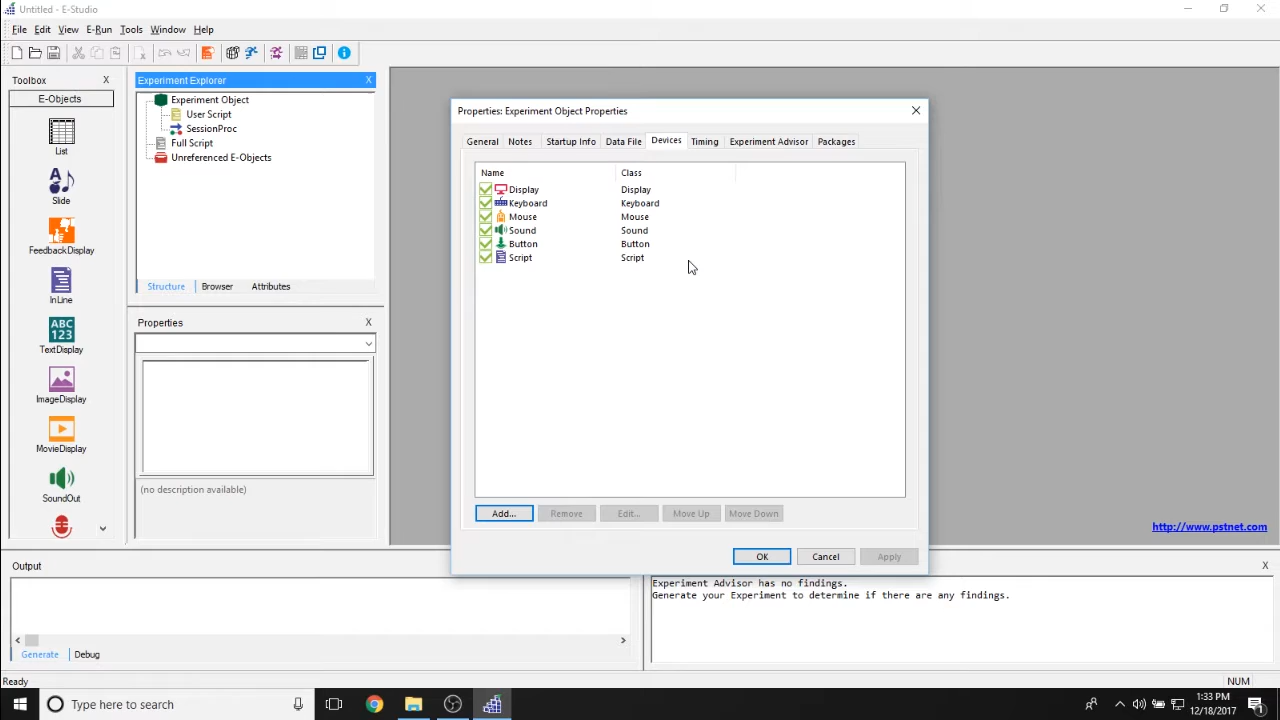 Untitled - E-Studio
File Edit View E-Run Tools Window Help
Toolbox X
E-Objects
List
Slide
FeedbackDisplay
InLine
ABC
123
TextDisplay
ImageDisplay
MovieDisplay
SoundOut
Experiment Explorer X
Experiment Object
User Script
SessionProc
Full Script
Unreferenced E-Objects
Structure Browser Attributes
Properties X
(no description available)
Properties: Experiment Object Properties
General Notes Startup Info Data File Devices Timing Experiment Advisor Packages
Name Class
Display Display
Keyboard Keyboard
Mouse Mouse
Sound Sound
Button Button
Script Script
Add... Remove Edit... Move Up Move Down
OK Cancel Apply
http://www.pstnet.com
Output
Generate Debug
X
Experiment Advisor has no findings.
Generate your Experiment to determine if there are any findings.
Ready NUM
Type here to search
1:33 PM
12/18/2017
1